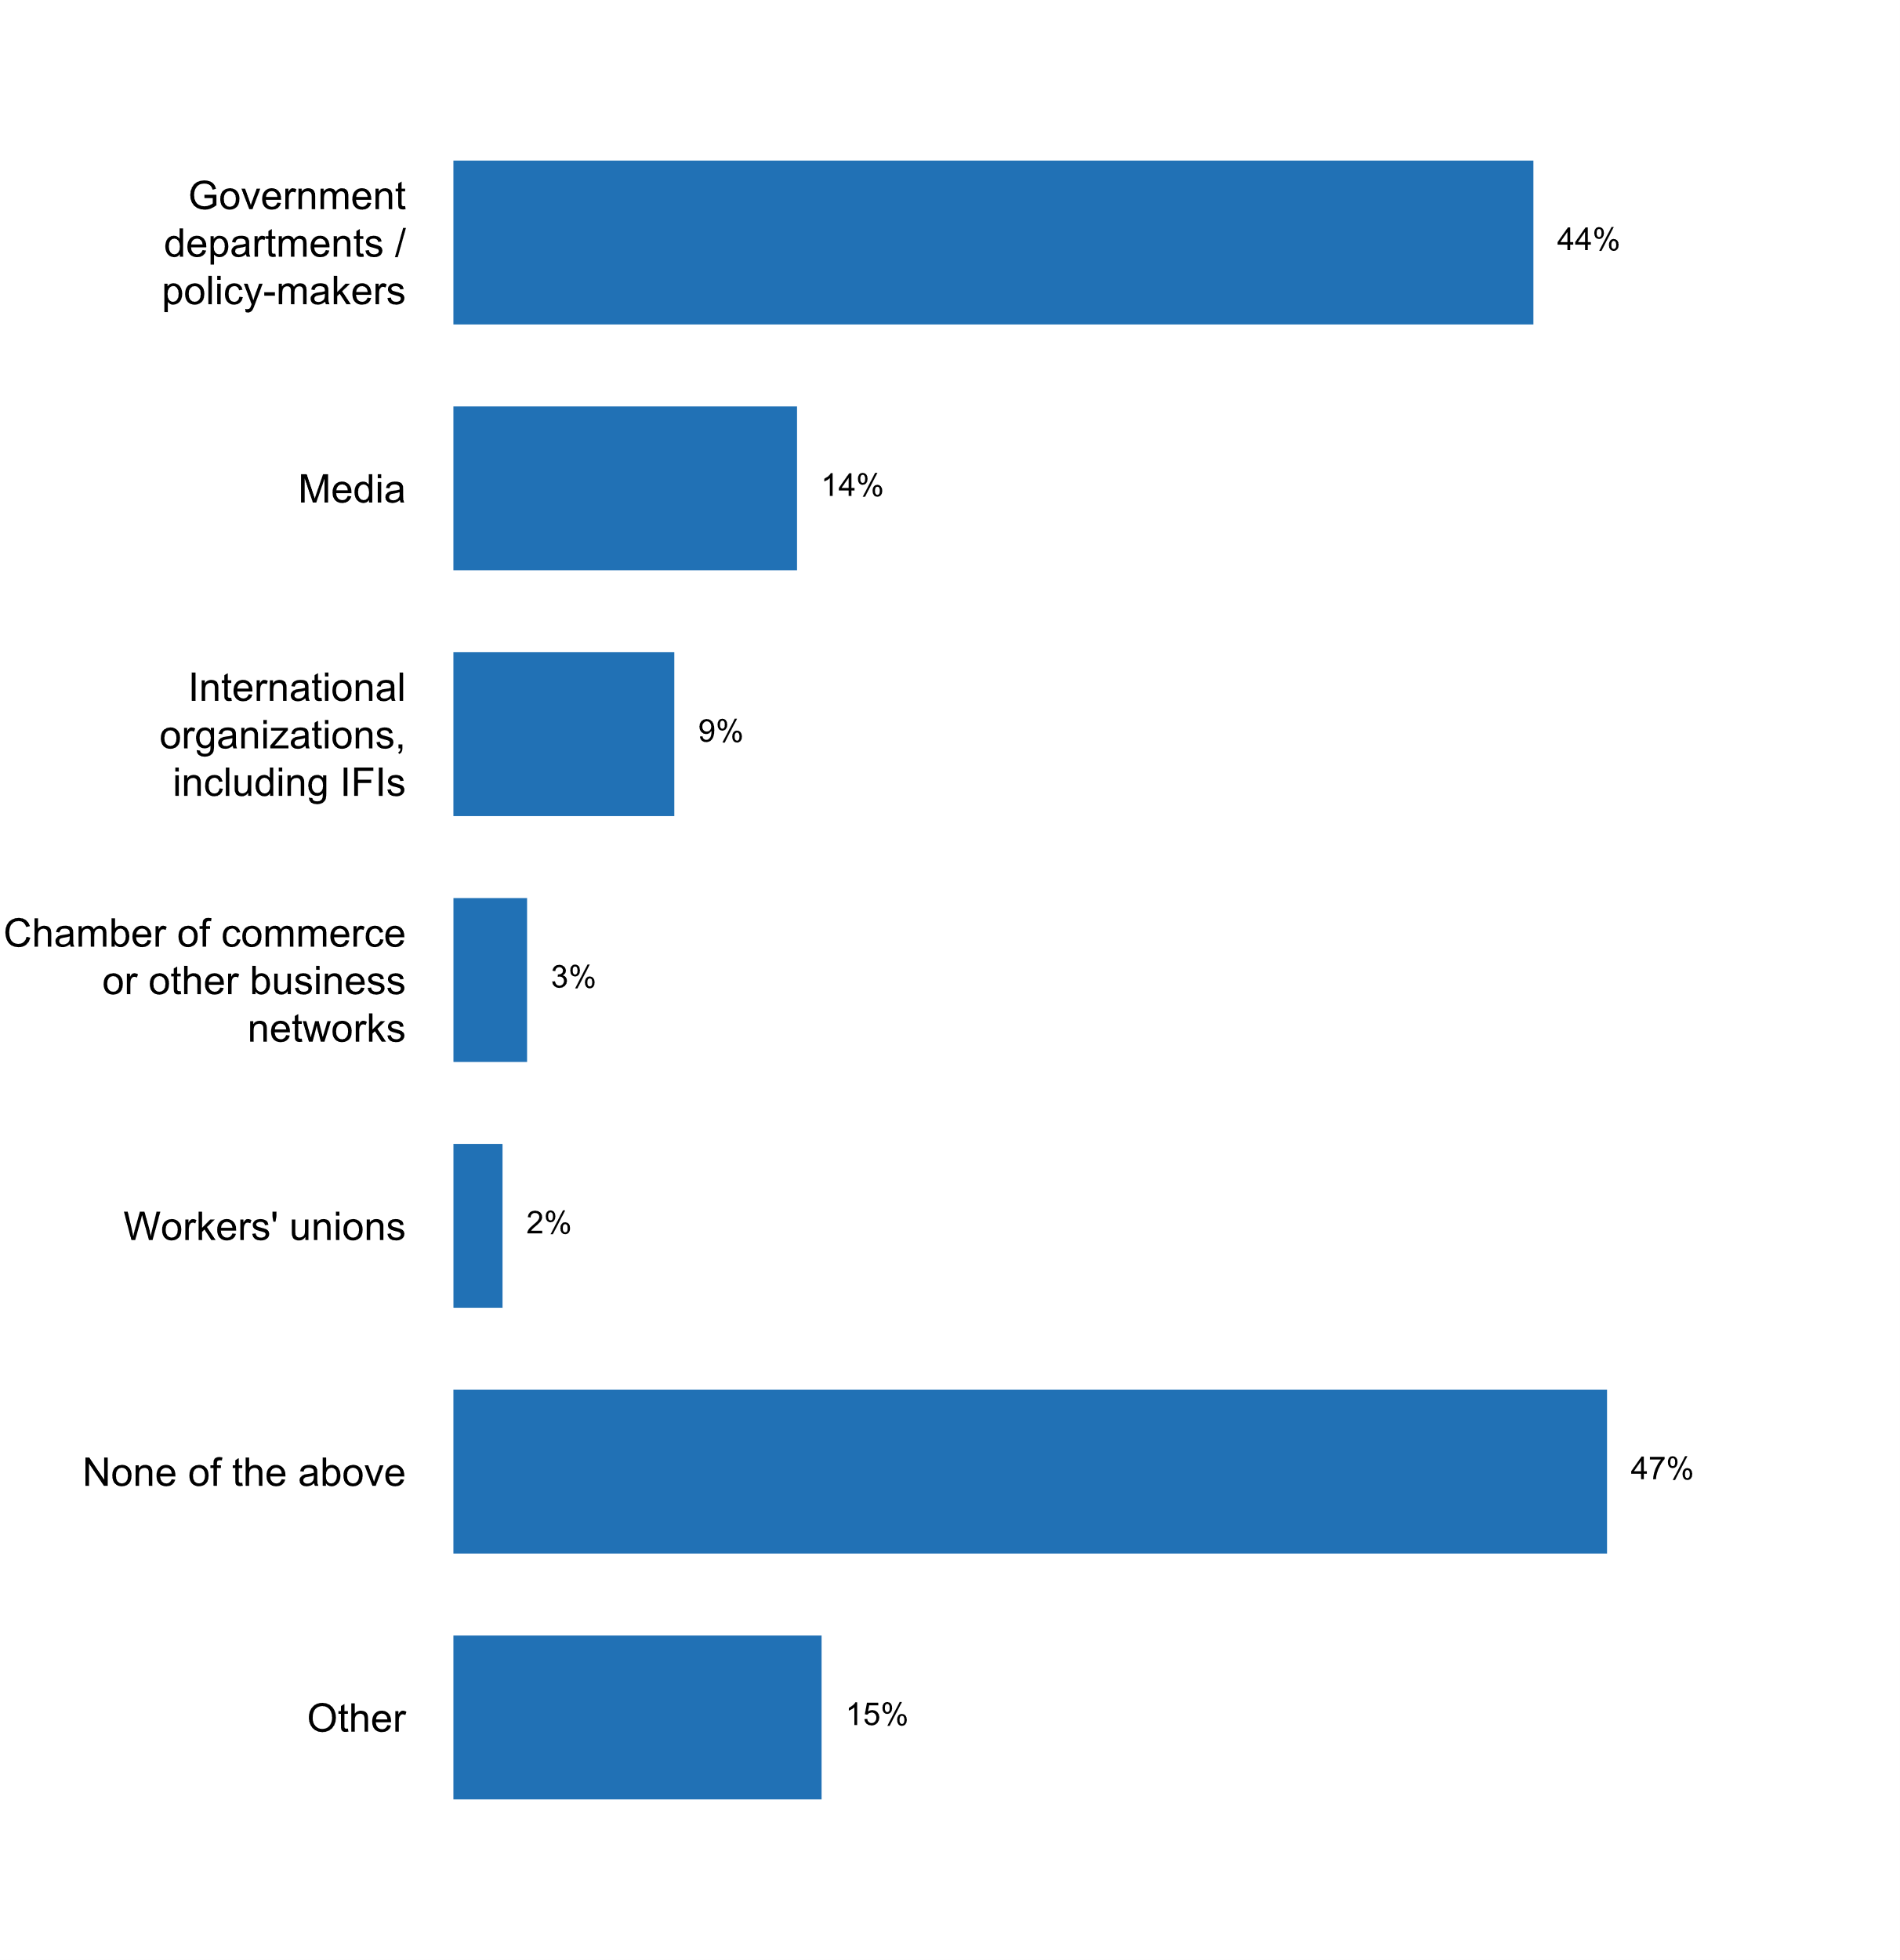 Government
departments /
policy-makers
44%
Media
14%
International
organizations,
including IFIs
9%
Chamber of commerce
or other business
networks
3%
Workers' unions
2%
None of the above
47%
Other
15%